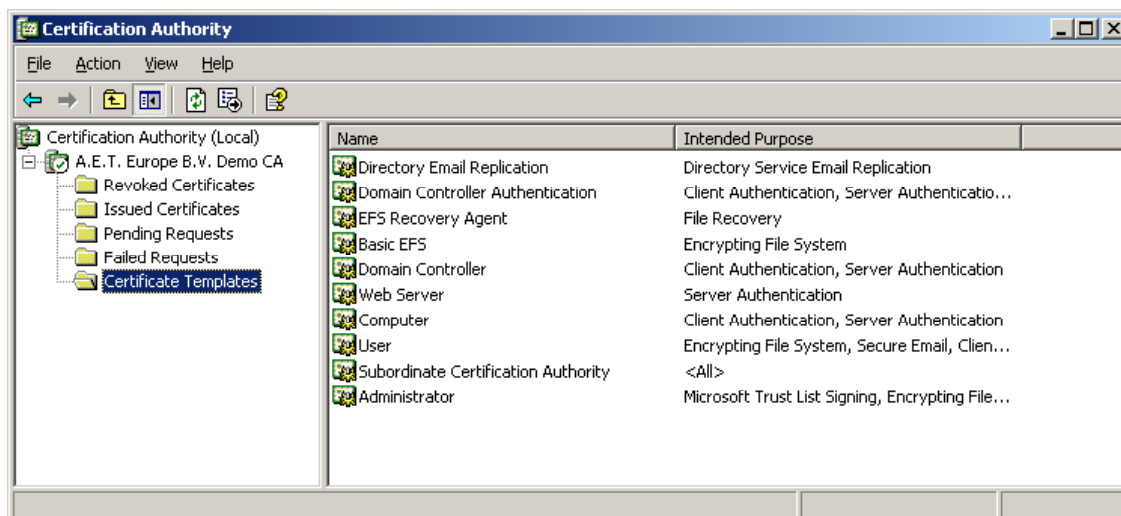 Certification Authority
File Action View Help
Certification Authority (Local)
A.E.T. Europe B.V. Demo CA
Revoked Certificates
Issued Certificates
Pending Requests
Failed Requests
Certificate Templates
Name Intended Purpose
Directory Email Replication Directory Service Email Replication
Domain Controller Authentication Client Authentication, Server Authenticatio...
EFS Recovery Agent File Recovery
Basic EFS Encrypting File System
Domain Controller Client Authentication, Server Authentication
Web Server Server Authentication
Computer Client Authentication, Server Authentication
User Encrypting File System, Secure Email, Clien...
Subordinate Certification Authority <All>
Administrator Microsoft Trust List Signing, Encrypting File...